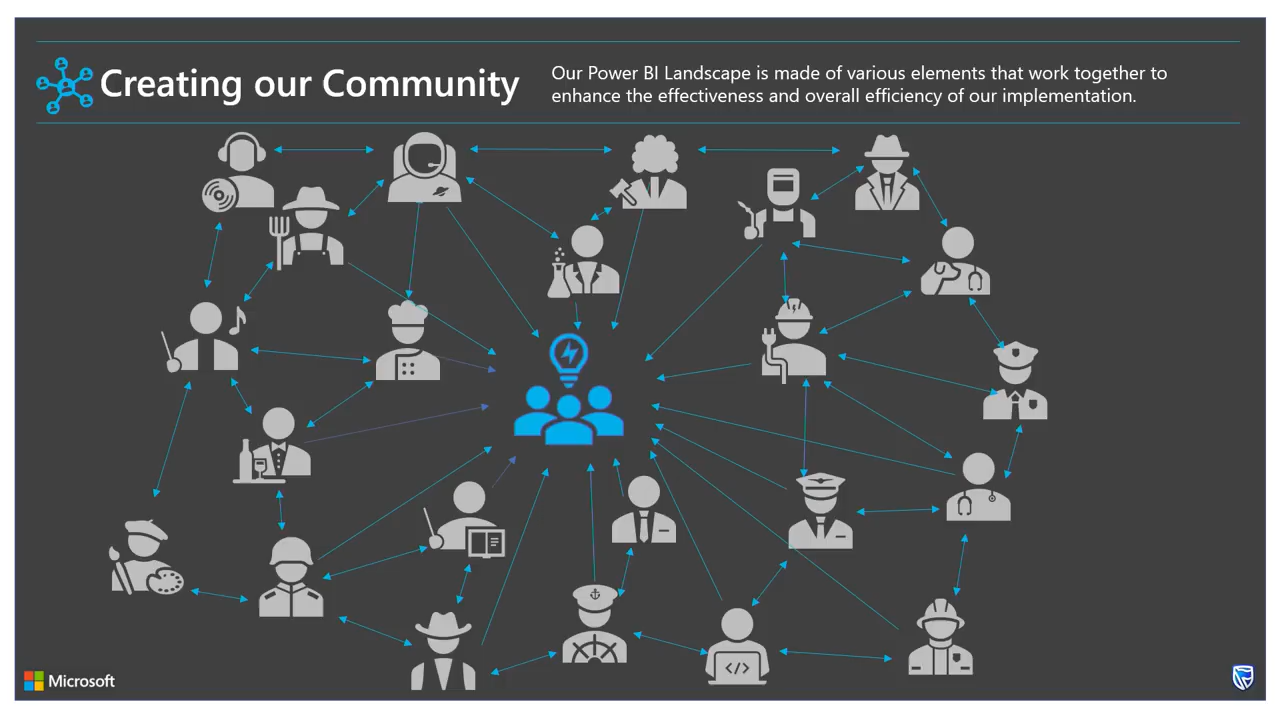 Creating our Community
Our Power BI Landscape is made of various elements that work together to
enhance the effectiveness and overall efficiency of our implementation.
</>
Microsoft